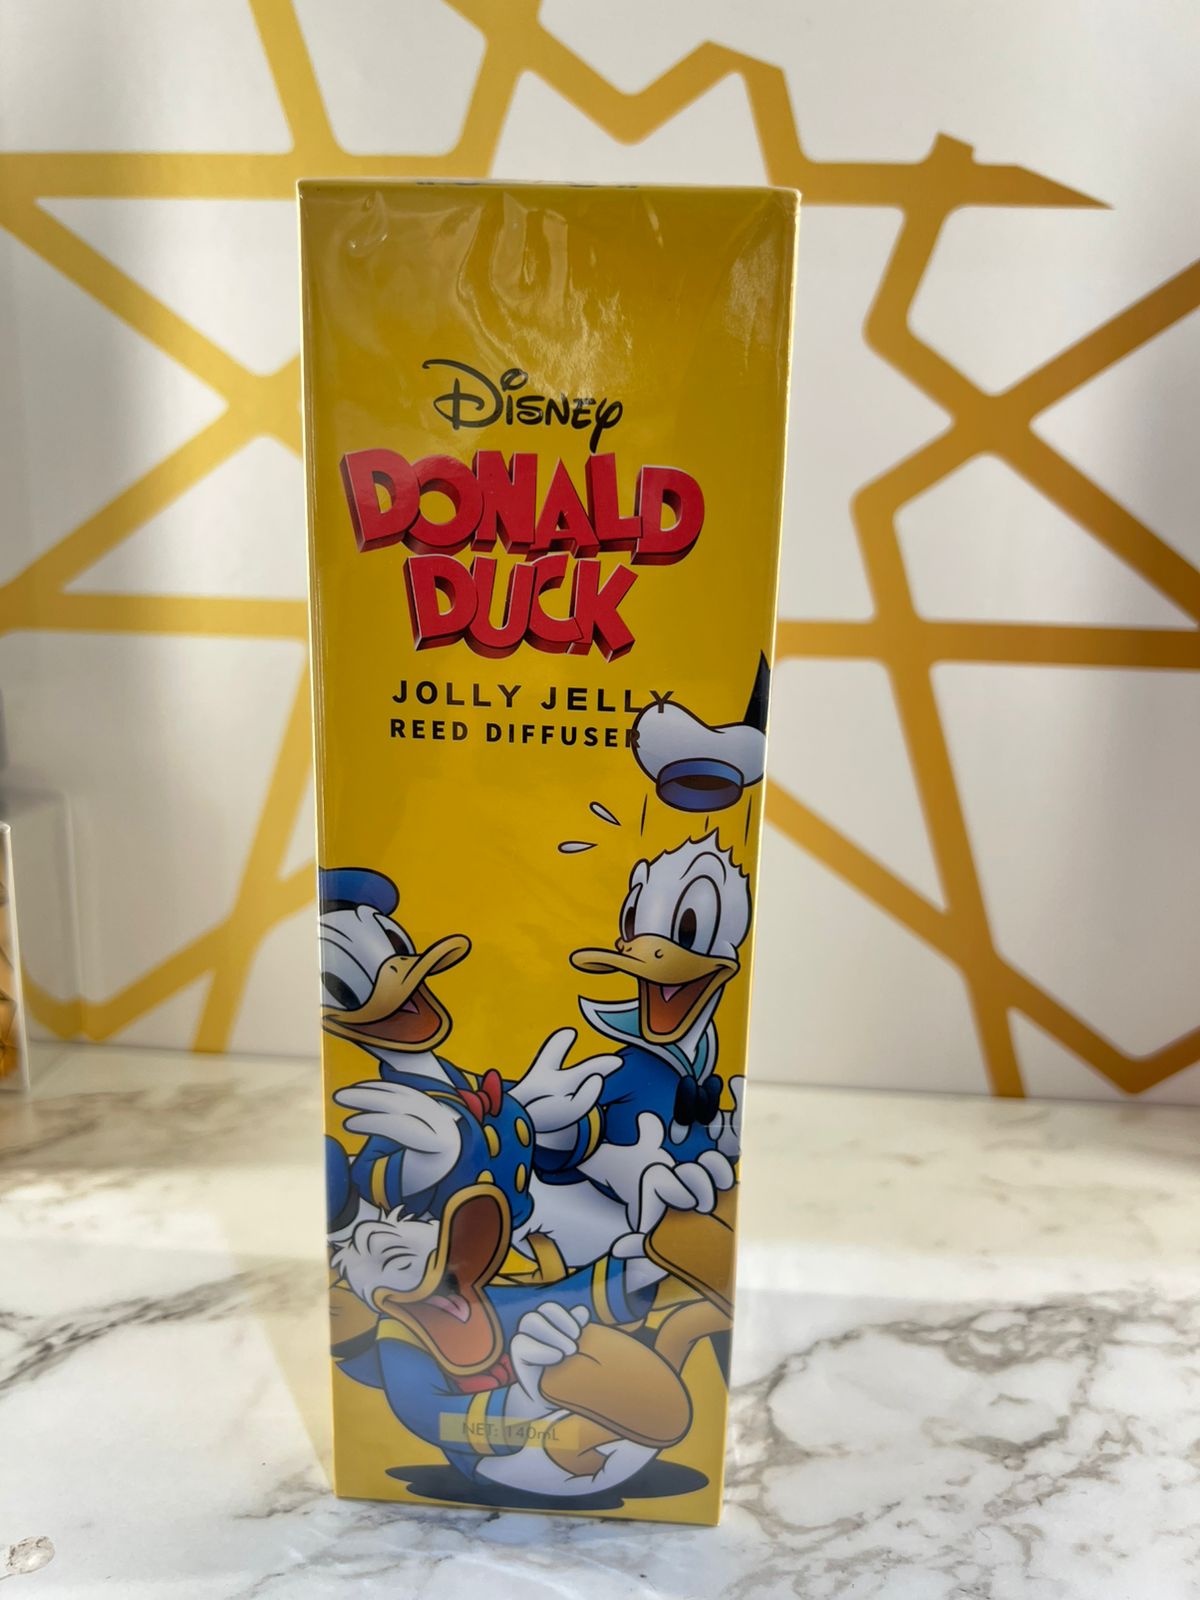 Disney
DONALD
DUCK
JOLLY JELLY
REED DIFFUSER
NET: 140mL